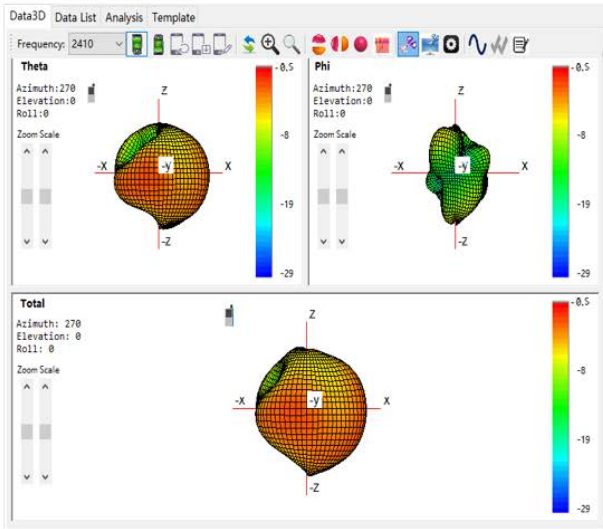 Data3D Data List Analysis Template
Frequency: 2410
Theta
Azimuth:270
Elevation:0
Roll:0
Zoom Scale
Z
-X
-y
X
-Z
-0.5
-8
-19
-29
Phi
Azimuth:270
Elevation:0
Roll:0
Zoom Scale
Z
-X
-y
X
-Z
-0.5
-8
-19
-29
Total
Azimuth: 270
Elevation: 0
Roll: 0
Zoom Scale
Z
-X
-y
X
-Z
-0.5
-8
-19
-29